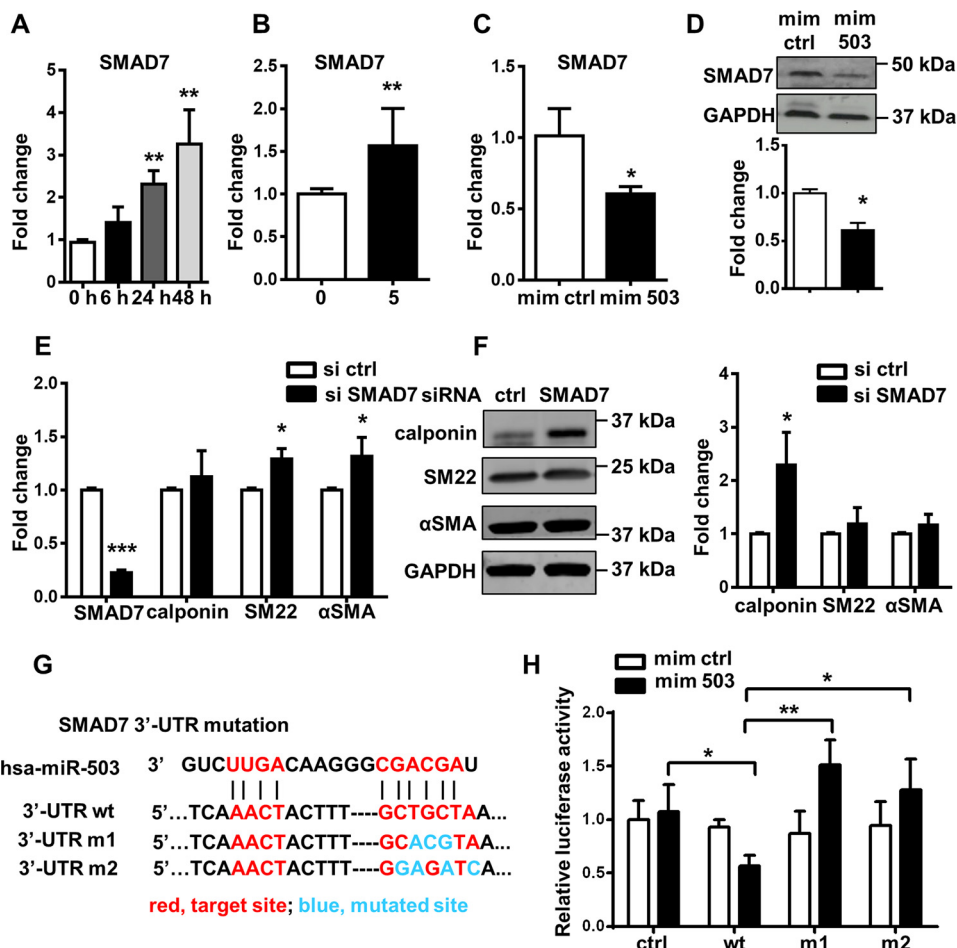 A
SMAD7
Fold change
5
4
3
2
1
0
**
**
0 h 6 h 24 h 48 h
B
SMAD7
Fold change
2.5
2.0
1.5
1.0
0.5
0.0
**
0 5
C
SMAD7
Fold change
1.5
1.0
0.5
0.0
*
mim ctrl mim 503
D
mim mim
ctrl 503
SMAD7
50 kDa
GAPDH
37 kDa
Fold change
1.5
1.0
0.5
0.0
*
E
si ctrl
si SMAD7
Fold change
2.0
1.5
1.0
0.5
0.0
***
*
*
SMAD7 calponin SM22 αSMA
F
siRNA ctrl SMAD7
calponin
37 kDa
SM22
25 kDa
αSMA
37 kDa
GAPDH
37 kDa
si ctrl
si SMAD7
Fold change
4
3
2
1
0
*
calponin SM22 αSMA
G
SMAD7 3’-UTR mutation
hsa-miR-503 3’ GUCUUGACAAGGGCGACGAU
3’-UTR wt 5’…TCAAACTACTTT----GCTGCTAA...
3’-UTR m1 5’…TCAAACTACTTT----GCACGTAA...
3’-UTR m2 5’…TCAAACTACTTT----GGAGATCA...
red, target site; blue, mutated site
H
mim ctrl
mim 503
Relative luciferase activity
2.0
1.5
1.0
0.5
0.0
*
**
*
ctrl wt m1 m2